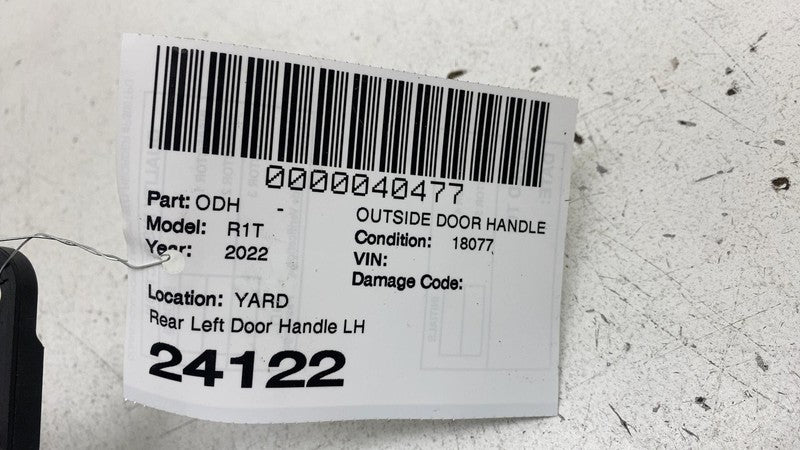 0000040477
Part: ODH -
OUTSIDE DOOR HANDLE
Model: R1T
Condition: 18077
Year: 2022
VIN:
Damage Code:
Location: YARD
Rear Left Door Handle LH
24122